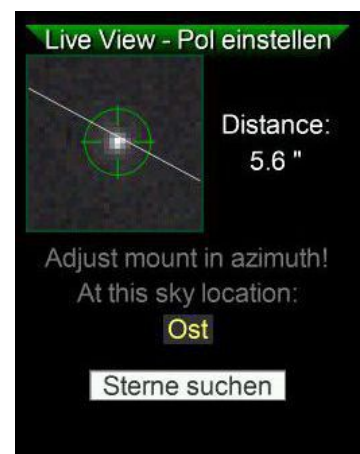 Live View - Pol einstellen
Distance:
5.6 "
Adjust mount in azimuth!
At this sky location:
Ost
Sterne suchen